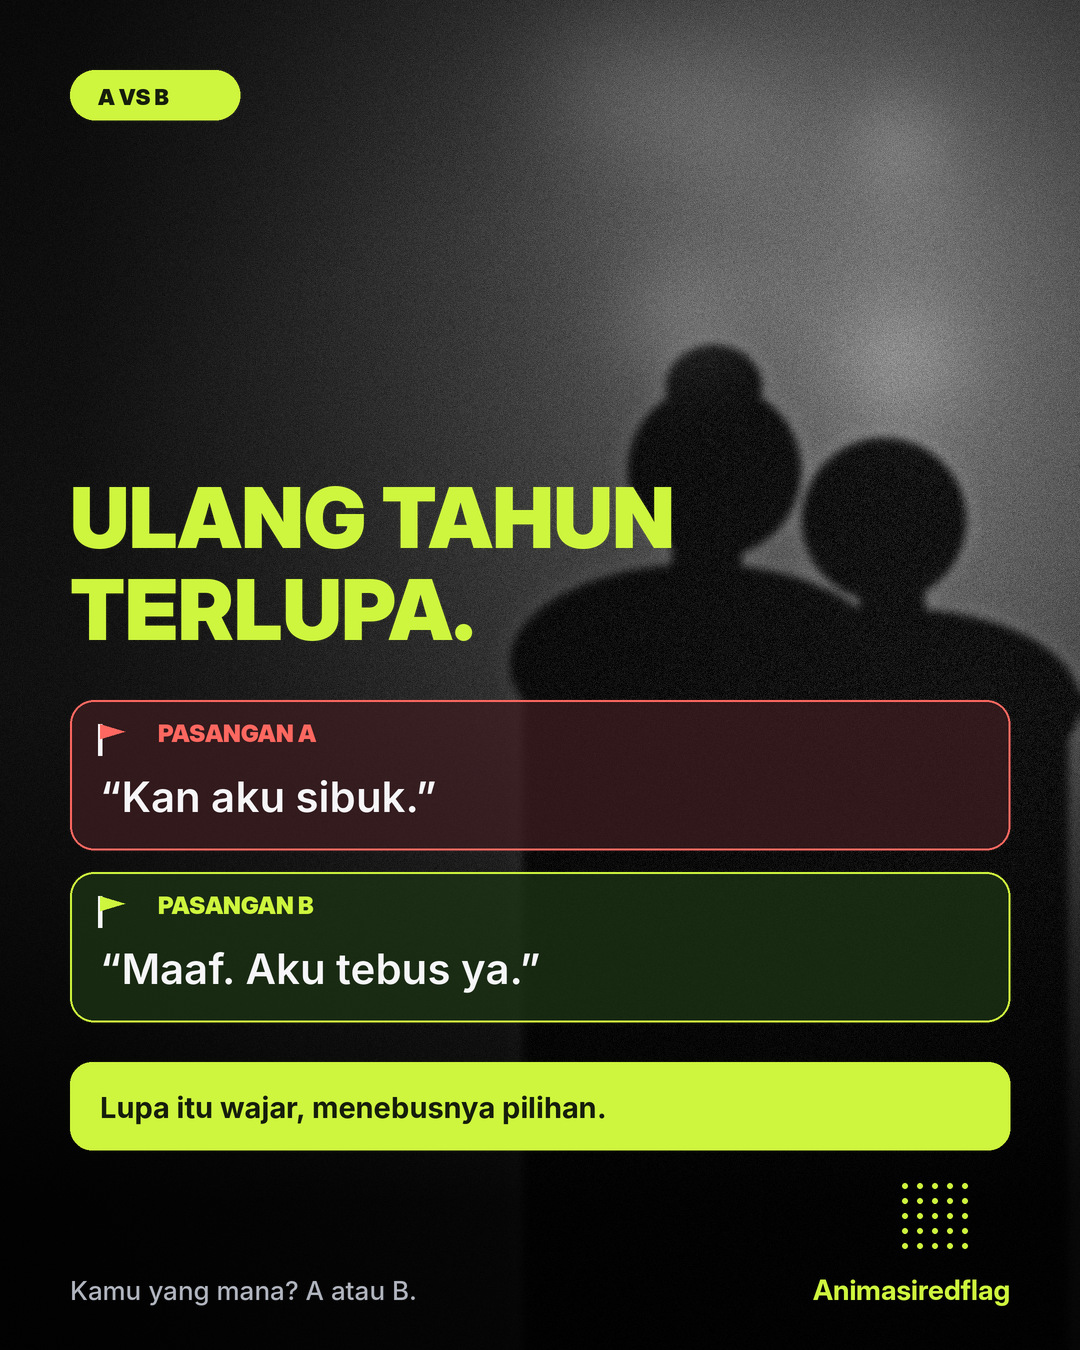 A VS B
ULANG TAHUN
TERLUPA.
PASANGAN A
“Kan aku sibuk.”
PASANGAN B
“Maaf. Aku tebus ya.”
Lupa itu wajar, menebusnya pilihan.
Kamu yang mana? A atau B.
Animasiredflag